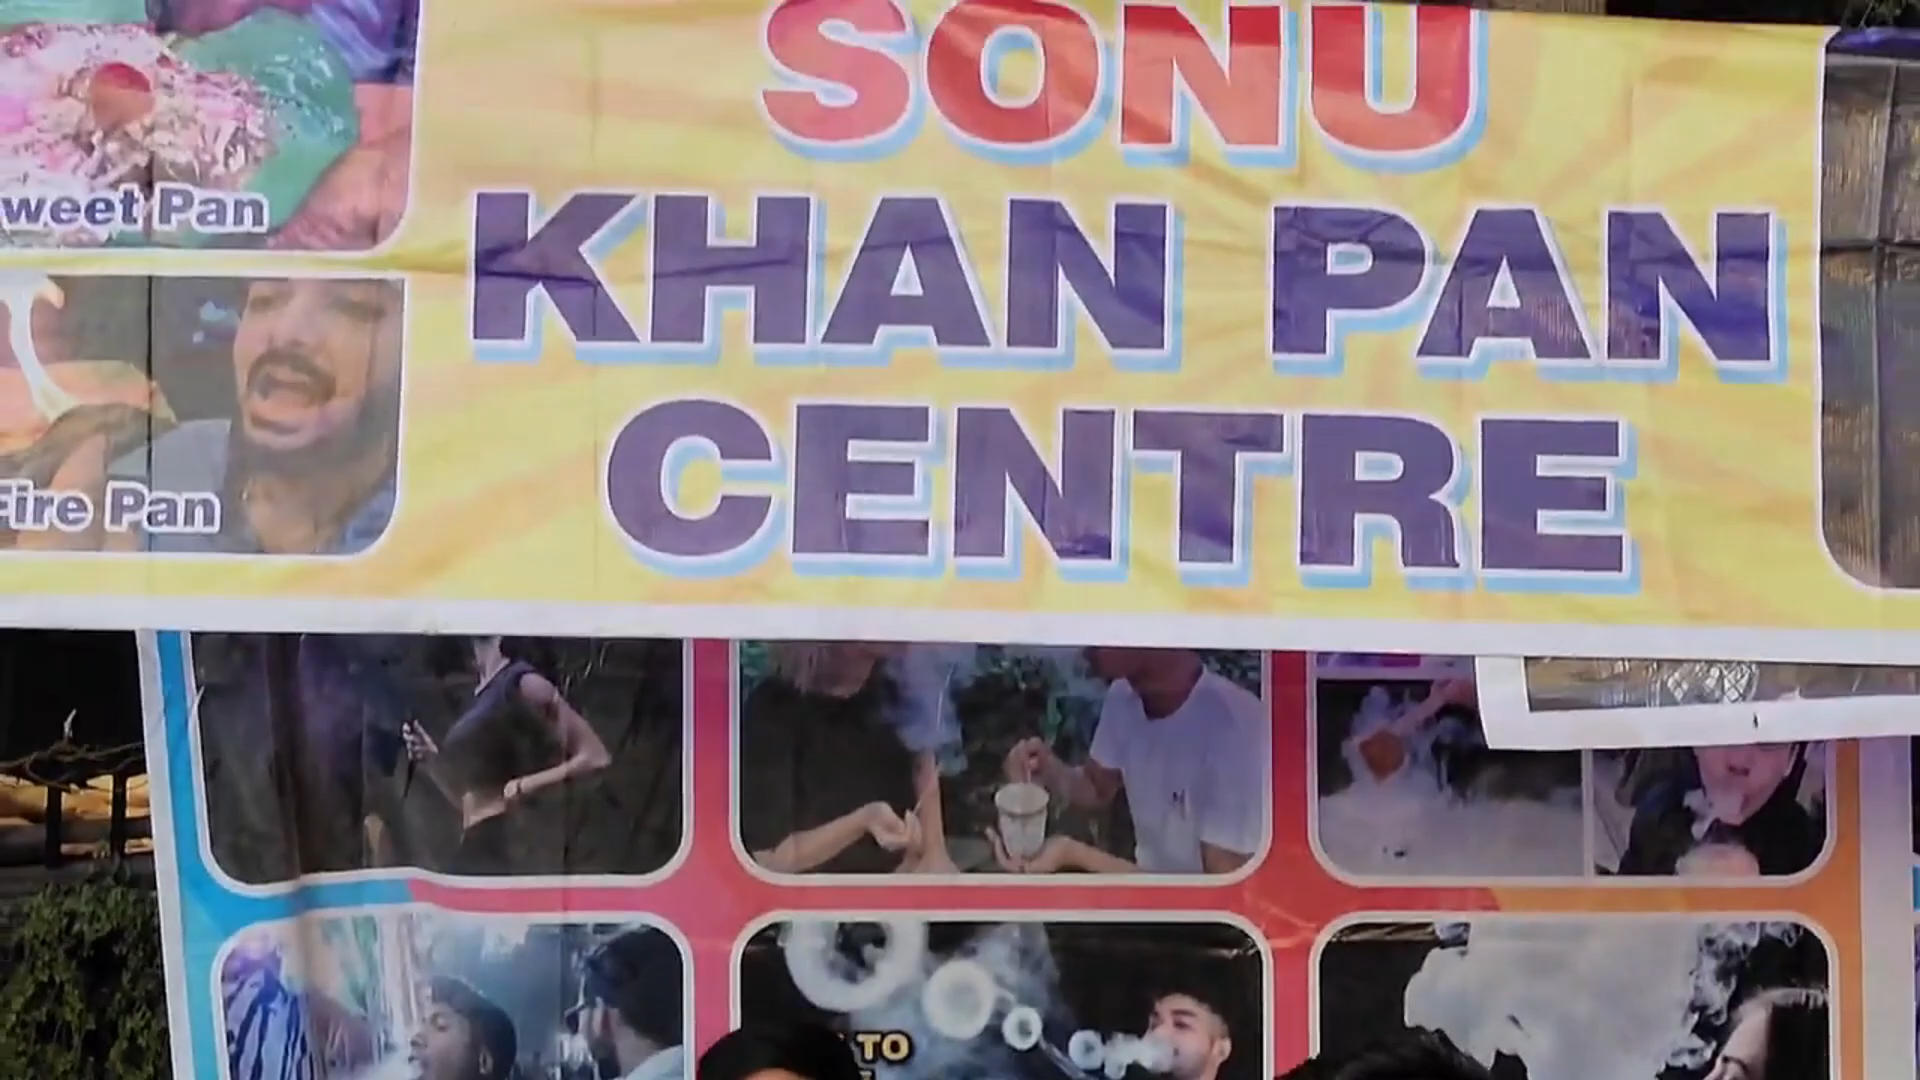 SONU
KHAN PAN
CENTRE
weet Pan
Fire Pan
TO